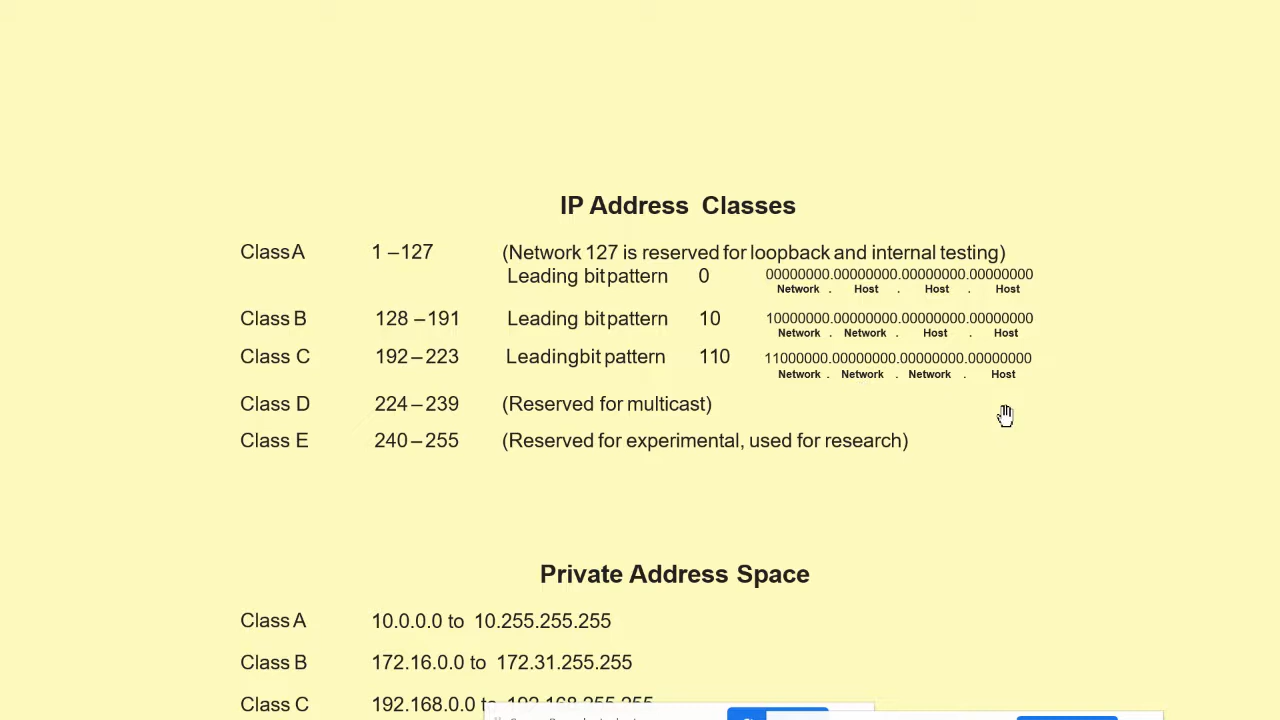 IP Address Classes
Class A 1 – 127 (Network 127 is reserved for loopback and internal testing)
Leading bit pattern 0 00000000.00000000.00000000.00000000
Network . Host . Host . Host
Class B 128 – 191 Leading bit pattern 10 10000000.00000000.00000000.00000000
Network . Network . Host . Host
Class C 192 – 223 Leading bit pattern 110 11000000.00000000.00000000.00000000
Network . Network . Network . Host
Class D 224 – 239 (Reserved for multicast)
Class E 240 – 255 (Reserved for experimental, used for research)
Private Address Space
Class A 10.0.0.0 to 10.255.255.255
Class B 172.16.0.0 to 172.31.255.255
Class C 192.168.0.0 to 192.168.255.255